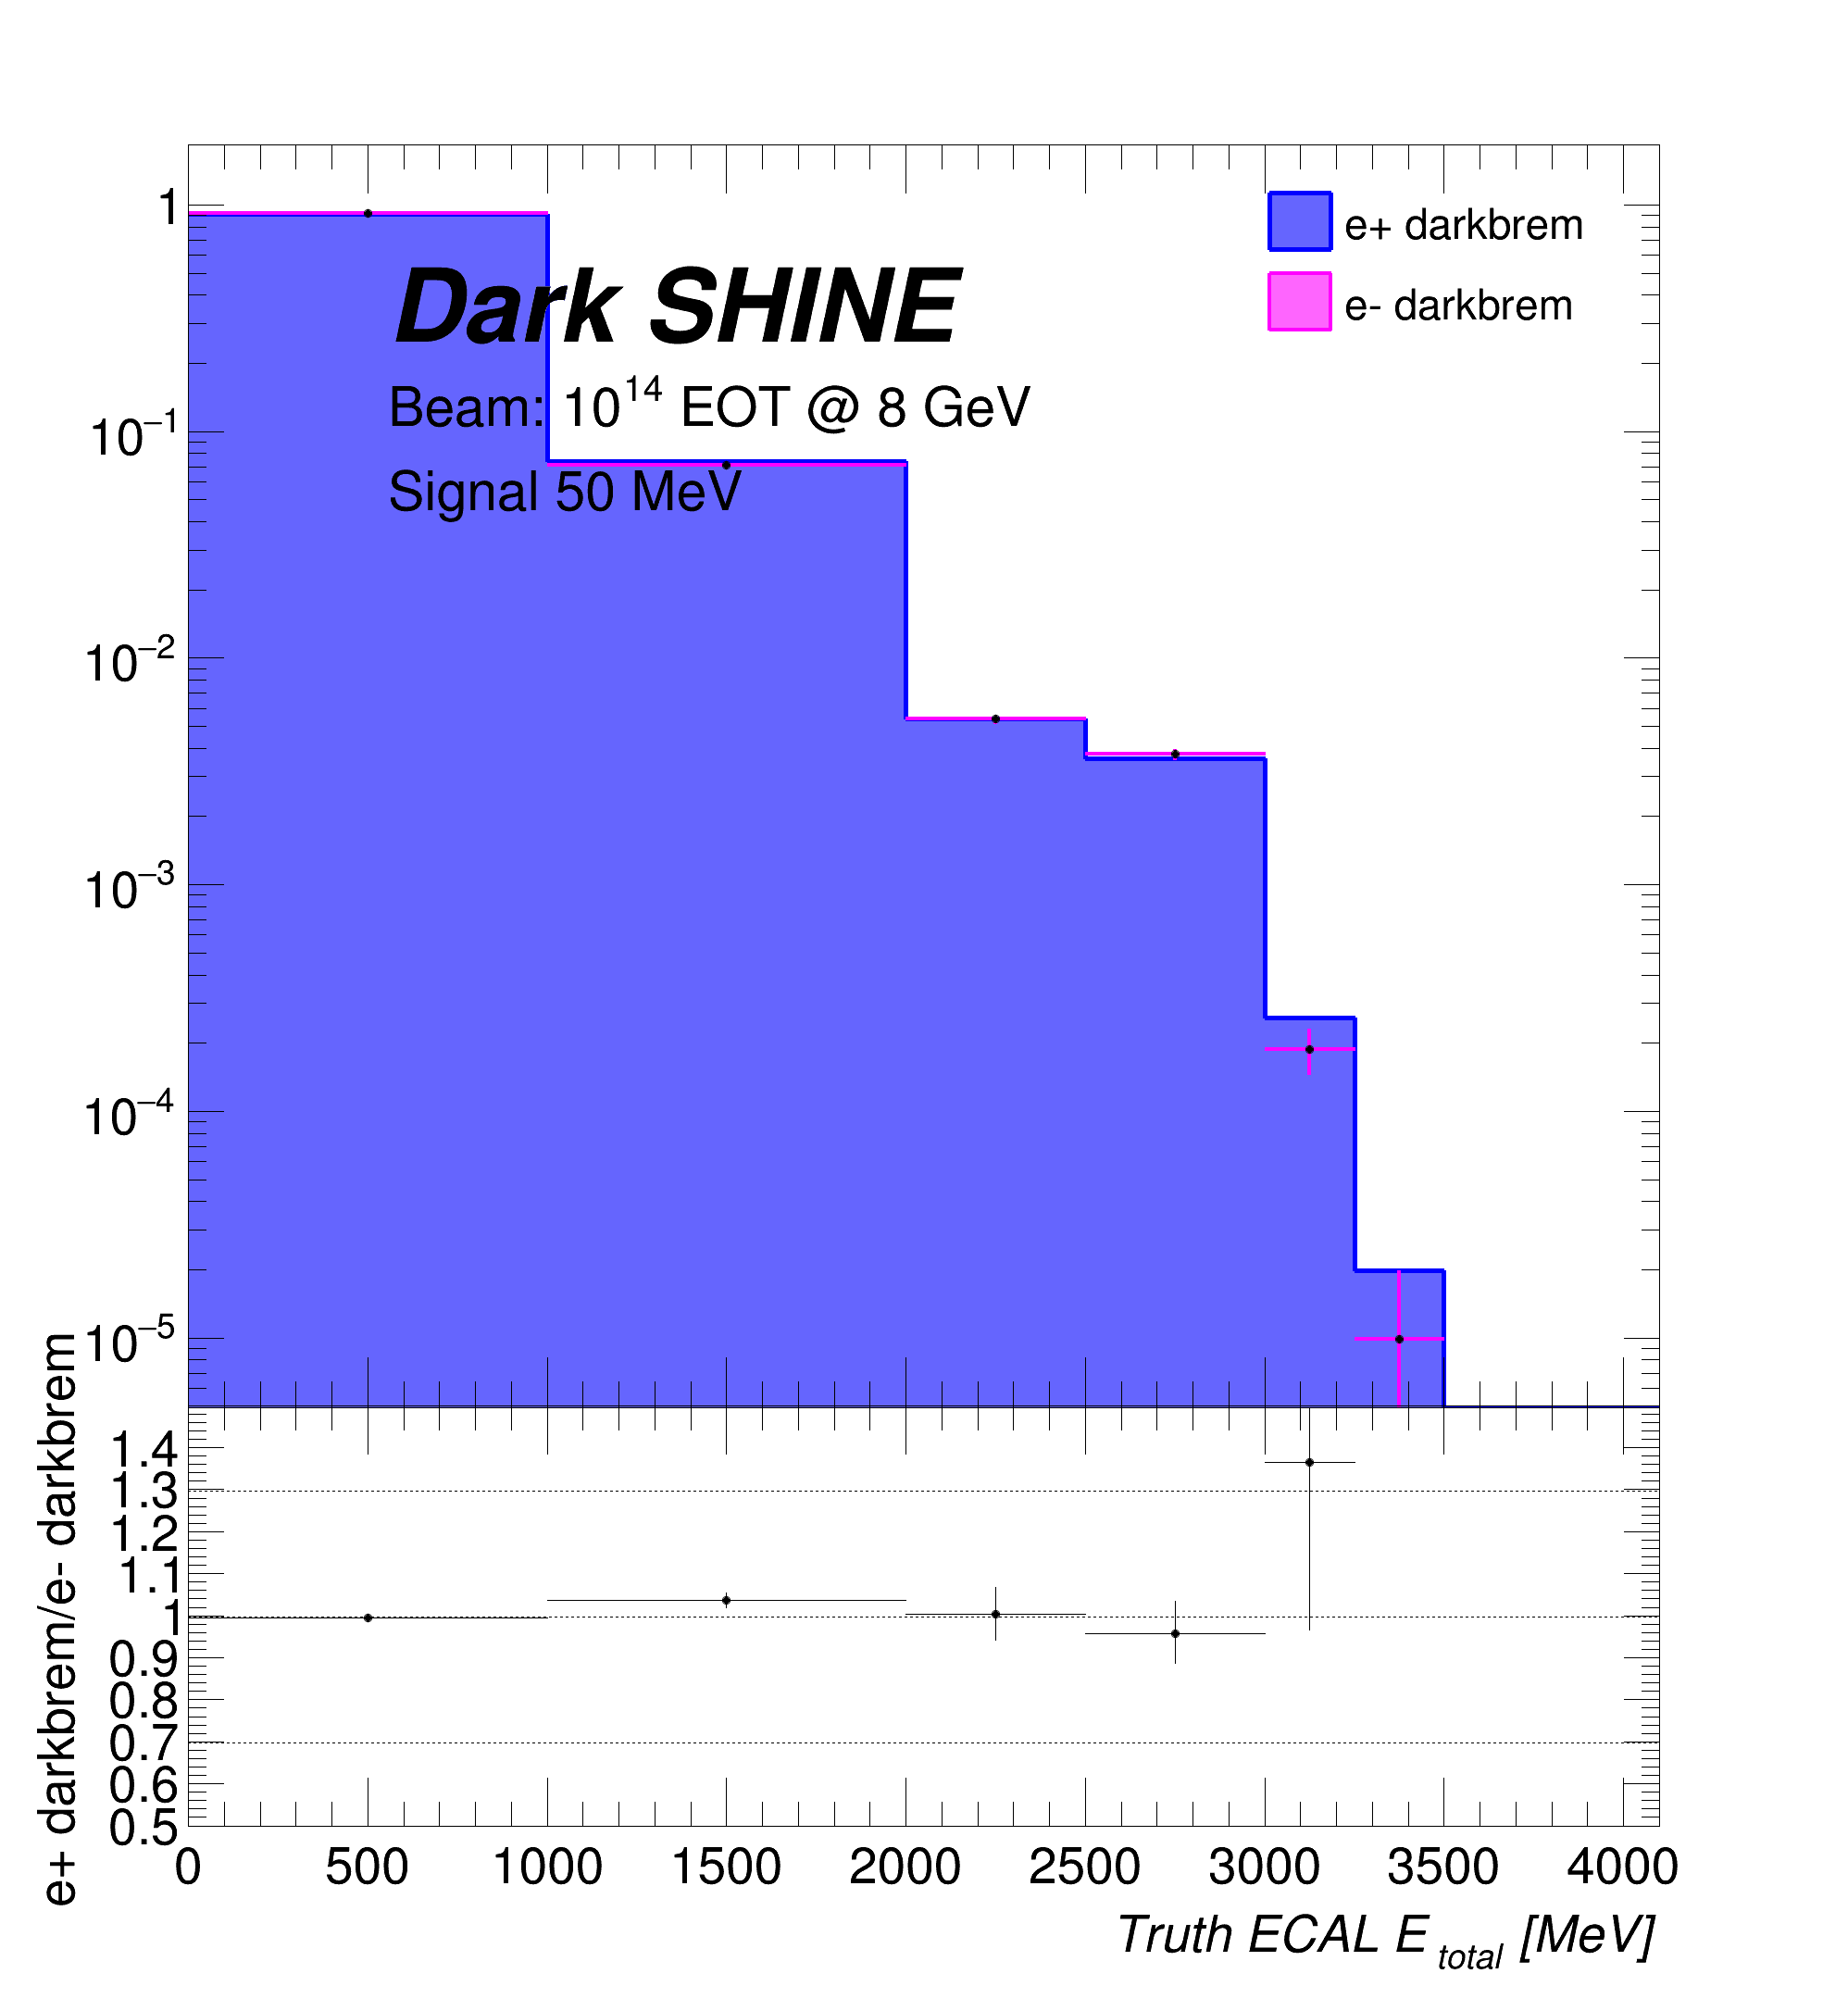 e+ darkbrem
e- darkbrem
Dark SHINE
Beam: 10¹⁴ EOT @ 8 GeV
Signal 50 MeV
1
10⁻¹
10⁻²
10⁻³
10⁻⁴
10⁻⁵
e+ darkbrem/e- darkbrem
1.4
1.3
1.2
1.1
1
0.9
0.8
0.7
0.6
0.5
0 500 1000 1500 2000 2500 3000 3500 4000
Truth ECAL E total [MeV]